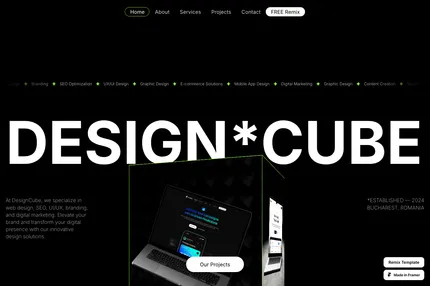 Home About Services Projects Contact FREE Remix
Branding SEO Optimization UI/UX Design Graphic Design E-commerce Solutions Mobile App Design Digital Marketing Graphic Design Content Creation
DESIGN*CUBE
At DesignCube, we specialize in
web design, SEO, UI/UX, branding,
and digital marketing. Elevate your
brand and transform your digital
presence with our innovative
design solutions.
*ESTABLISHED — 2024
BUCHAREST, ROMANIA
Our Projects
Remix Template
Made in Framer